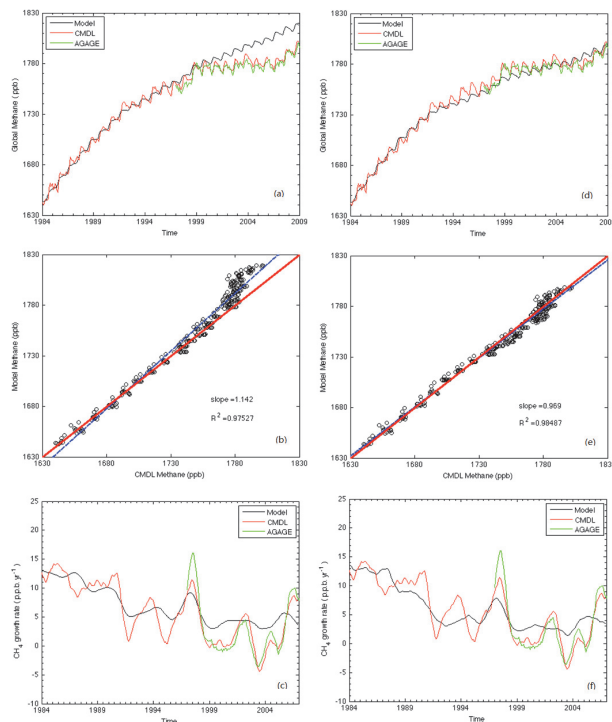 1830
1780
1730
1680
1630
Global Methane (ppb)
Model
CMDL
AGAGE
(a)
1984 1989 1994 1999 2004 2009
Time
1830
1780
1730
1680
1630
Global Methane (ppb)
Model
CMDL
AGAGE
(d)
1984 1989 1994 1999 2004 200
Time
1830
1780
1730
1680
1630
Model Methane (ppb)
slope =1.142
R² =0.97527
(b)
1630 1680 1730 1780 1830
CMDL Methane (ppb)
1830
1780
1730
1680
1630
Model Methane (ppb)
slope =0.969
R² =0.98487
(e)
1630 1680 1730 1780 183
CMDL Methane (ppb)
25
20
15
10
5
0
-5
-10
CH₄ growth rate (p.p.b. yr⁻¹)
Model
CMDL
AGAGE
(c)
1984 1989 1994 1999 2004
Time
25
20
15
10
5
0
-5
-10
CH₄ growth rate (p.p.b. yr⁻¹)
Model
CMDL
AGAGE
(f)
1984 1989 1994 1999 2004
Time